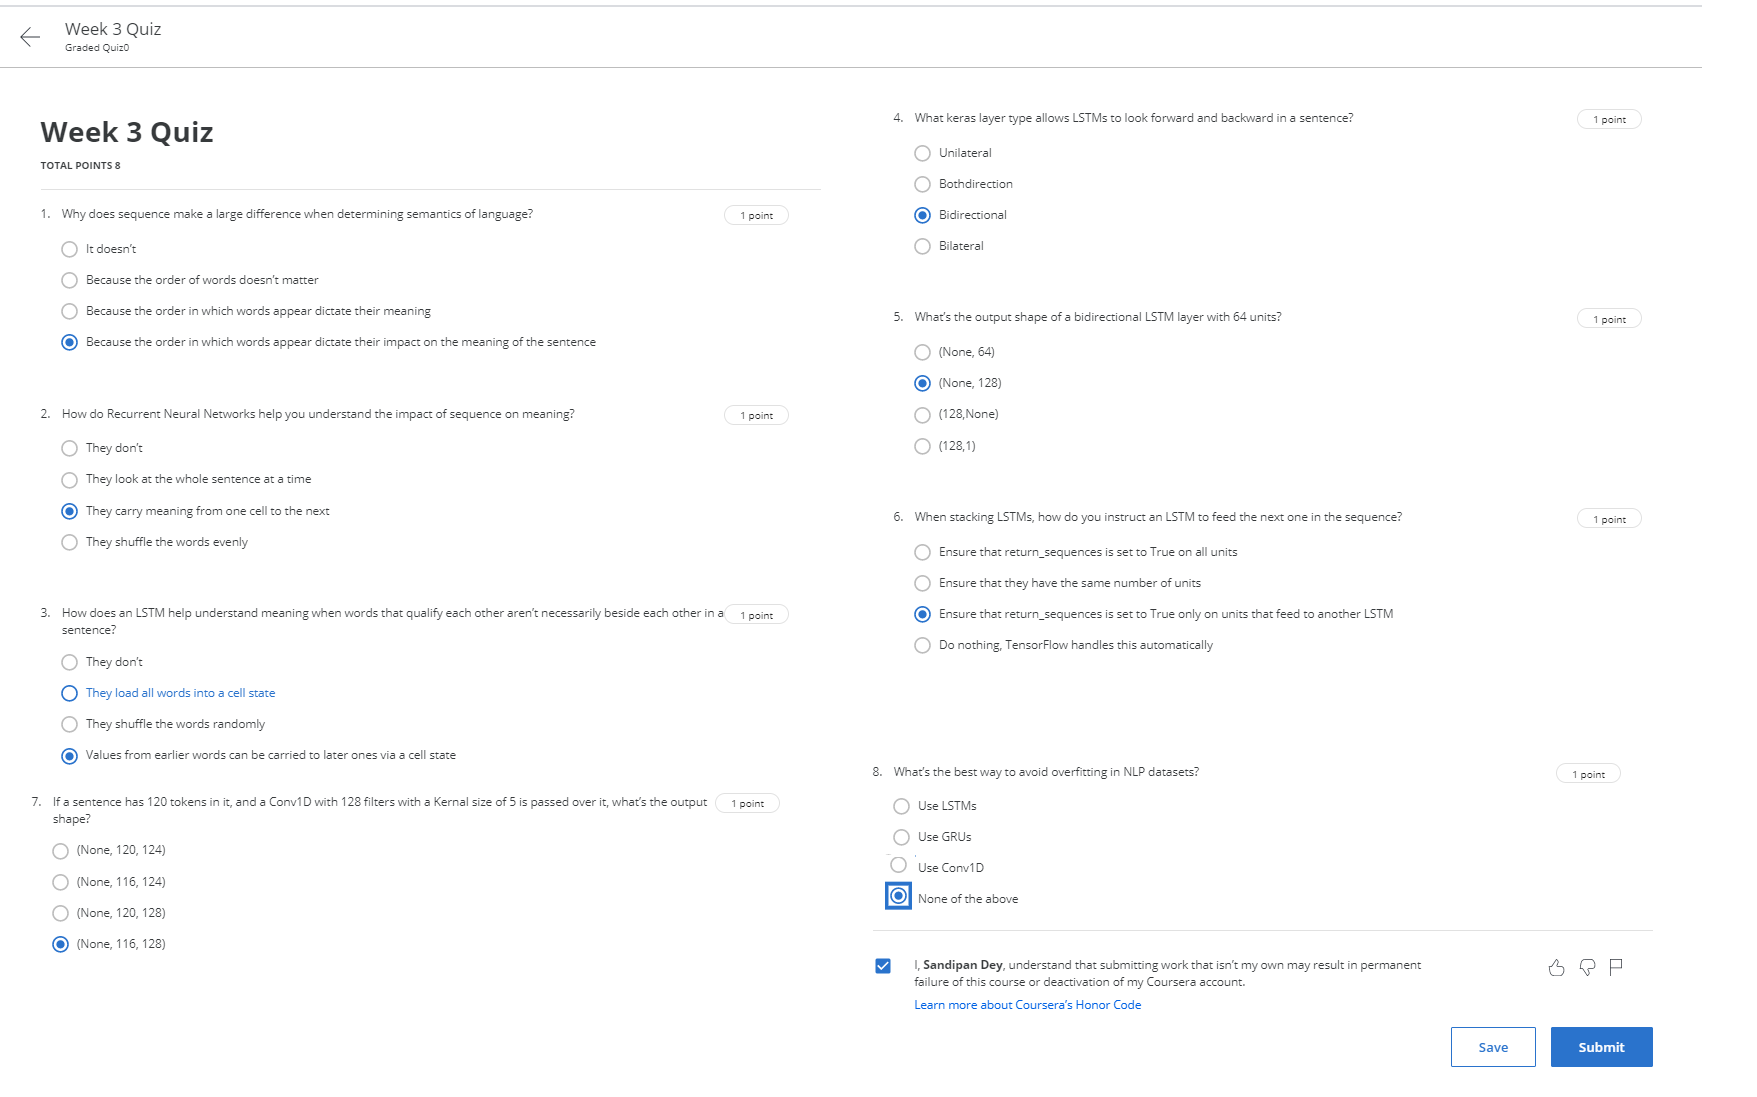 Week 3 Quiz
Graded Quiz0
Week 3 Quiz
TOTAL POINTS 8
1. Why does sequence make a large difference when determining semantics of language?
1 point
It doesn't
Because the order of words doesn't matter
Because the order in which words appear dictate their meaning
Because the order in which words appear dictate their impact on the meaning of the sentence
2. How do Recurrent Neural Networks help you understand the impact of sequence on meaning?
1 point
They don't
They look at the whole sentence at a time
They carry meaning from one cell to the next
They shuffle the words evenly
3. How does an LSTM help understand meaning when words that qualify each other aren't necessarily beside each other in a
1 point
sentence?
They don't
They load all words into a cell state
They shuffle the words randomly
Values from earlier words can be carried to later ones via a cell state
4. What keras layer type allows LSTMs to look forward and backward in a sentence?
1 point
Unilateral
Bothdirection
Bidirectional
Bilateral
5. What's the output shape of a bidirectional LSTM layer with 64 units?
1 point
(None, 64)
(None, 128)
(128,None)
(128,1)
6. When stacking LSTMs, how do you instruct an LSTM to feed the next one in the sequence?
1 point
Ensure that return_sequences is set to True on all units
Ensure that they have the same number of units
Ensure that return_sequences is set to True only on units that feed to another LSTM
Do nothing, TensorFlow handles this automatically
7. If a sentence has 120 tokens in it, and a Conv1D with 128 filters with a Kernal size of 5 is passed over it, what's the output
1 point
shape?
(None, 120, 124)
(None, 116, 124)
(None, 120, 128)
(None, 116, 128)
8. What's the best way to avoid overfitting in NLP datasets?
1 point
Use LSTMs
Use GRUs
Use Conv1D
None of the above
I, Sandipan Dey, understand that submitting work that isn't my own may result in permanent
failure of this course or deactivation of my Coursera account.
Learn more about Coursera's Honor Code
Save
Submit